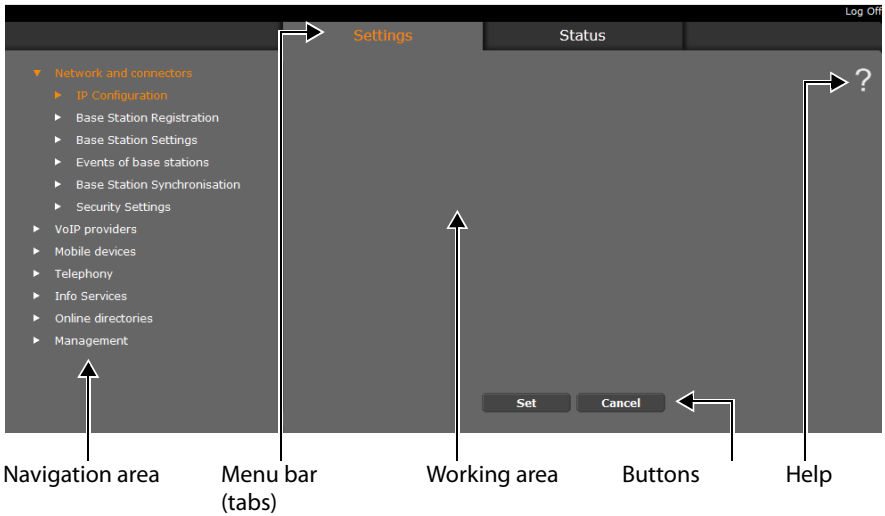 Log Off
Settings
Status
Network and connectors
IP Configuration
Base Station Registration
Base Station Settings
Events of base stations
Base Station Synchronisation
Security Settings
VoIP providers
Mobile devices
Telephony
Info Services
Online directories
Management
?
Set
Cancel
Navigation area
Menu bar
(tabs)
Working area
Buttons
Help